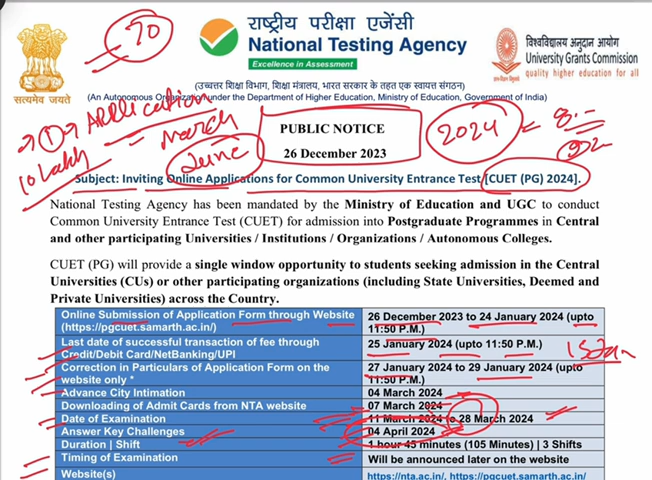 70
राष्ट्रीय परीक्षा एजेंसी
National Testing Agency
Excellence in Assessment
विश्वविद्यालय अनुदान आयोग
University Grants Commission
quality higher education for all
सत्यमेव जयते
(उच्चतर शिक्षा विभाग, शिक्षा मंत्रालय, भारत सरकार के तहत एक स्वायत्त संगठन)
(An Autonomous Organization under the Department of Higher Education, Ministry of Education, Government of India)
→ ① → Application
March
June
10 Lakh
PUBLIC NOTICE
26 December 2023
2024
Subject: Inviting Online Applications for Common University Entrance Test [CUET (PG) 2024].
National Testing Agency has been mandated by the Ministry of Education and UGC to conduct
Common University Entrance Test (CUET) for admission into Postgraduate Programmes in Central
and other participating Universities / Institutions / Organizations / Autonomous Colleges.
CUET (PG) will provide a single window opportunity to students seeking admission in the Central
Universities (CUs) or other participating organizations (including State Universities, Deemed and
Private Universities) across the Country.
Online Submission of Application Form through Website
(https://pgcuet.samarth.ac.in/)
26 December 2023 to 24 January 2024 (upto
11:50 P.M.)
Last date of successful transaction of fee through
Credit/Debit Card/NetBanking/UPI
25 January 2024 (upto 11:50 P.M.)
Correction in Particulars of Application Form on the
website only *
27 January 2024 to 29 January 2024 (upto
11:50 P.M.)
Advance City Intimation
04 March 2024
Downloading of Admit Cards from NTA website
07 March 2024
Date of Examination
11 March 2024 to 28 March 2024
Answer Key Challenges
04 April 2024
Duration | Shift
1 hour 45 minutes (105 Minutes) | 3 Shifts
Timing of Examination
Will be announced later on the website
Website(s)
https://nta.ac.in/, https://pgcuet.samarth.ac.in/